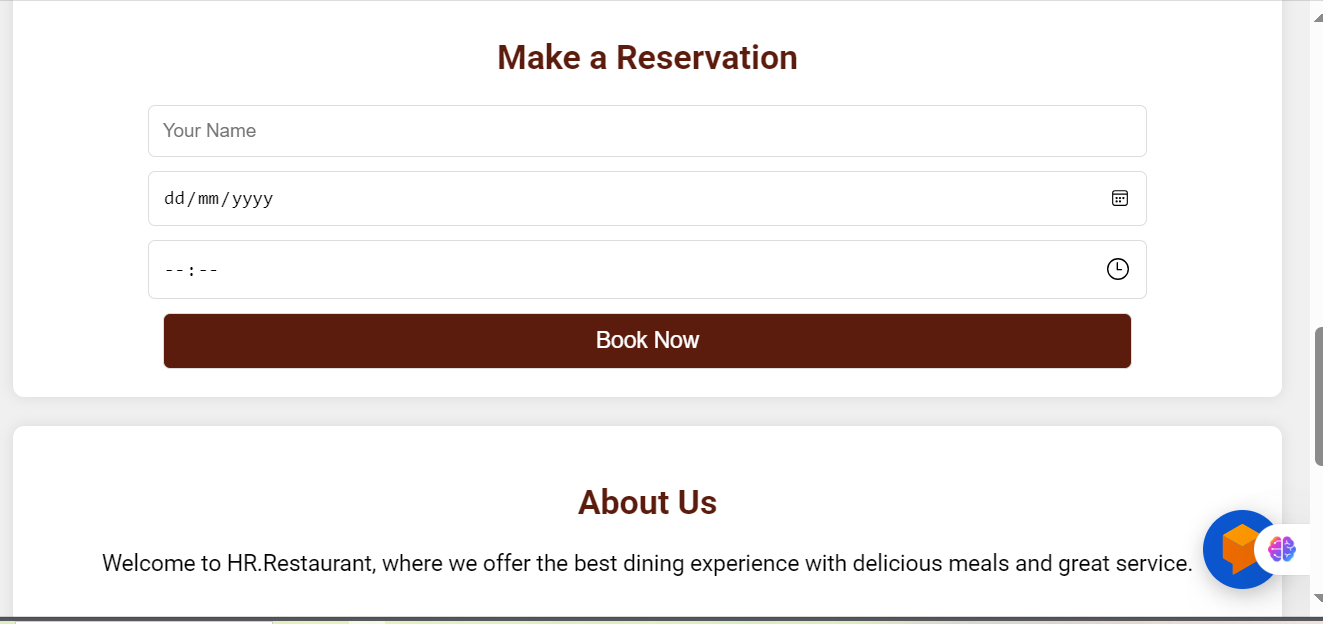 Make a Reservation
Your Name
dd/mm/yyyy
--:--
Book Now
About Us
Welcome to HR.Restaurant, where we offer the best dining experience with delicious meals and great service.